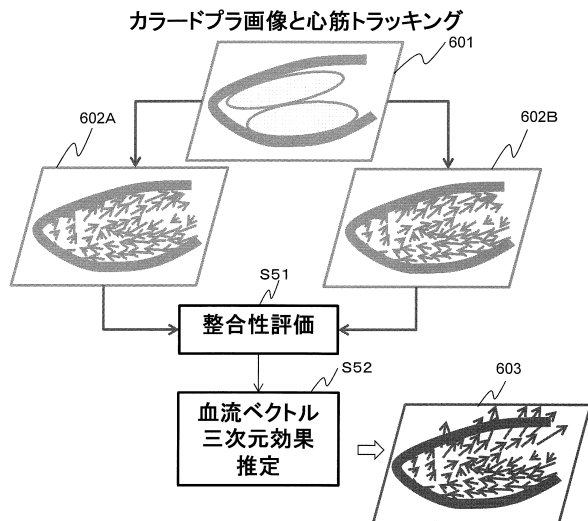 カラードプラ画像と心筋トラッキング
601
602A
602B
S51
整合性評価
S52
血流ベクトル
三次元効果
推定
603